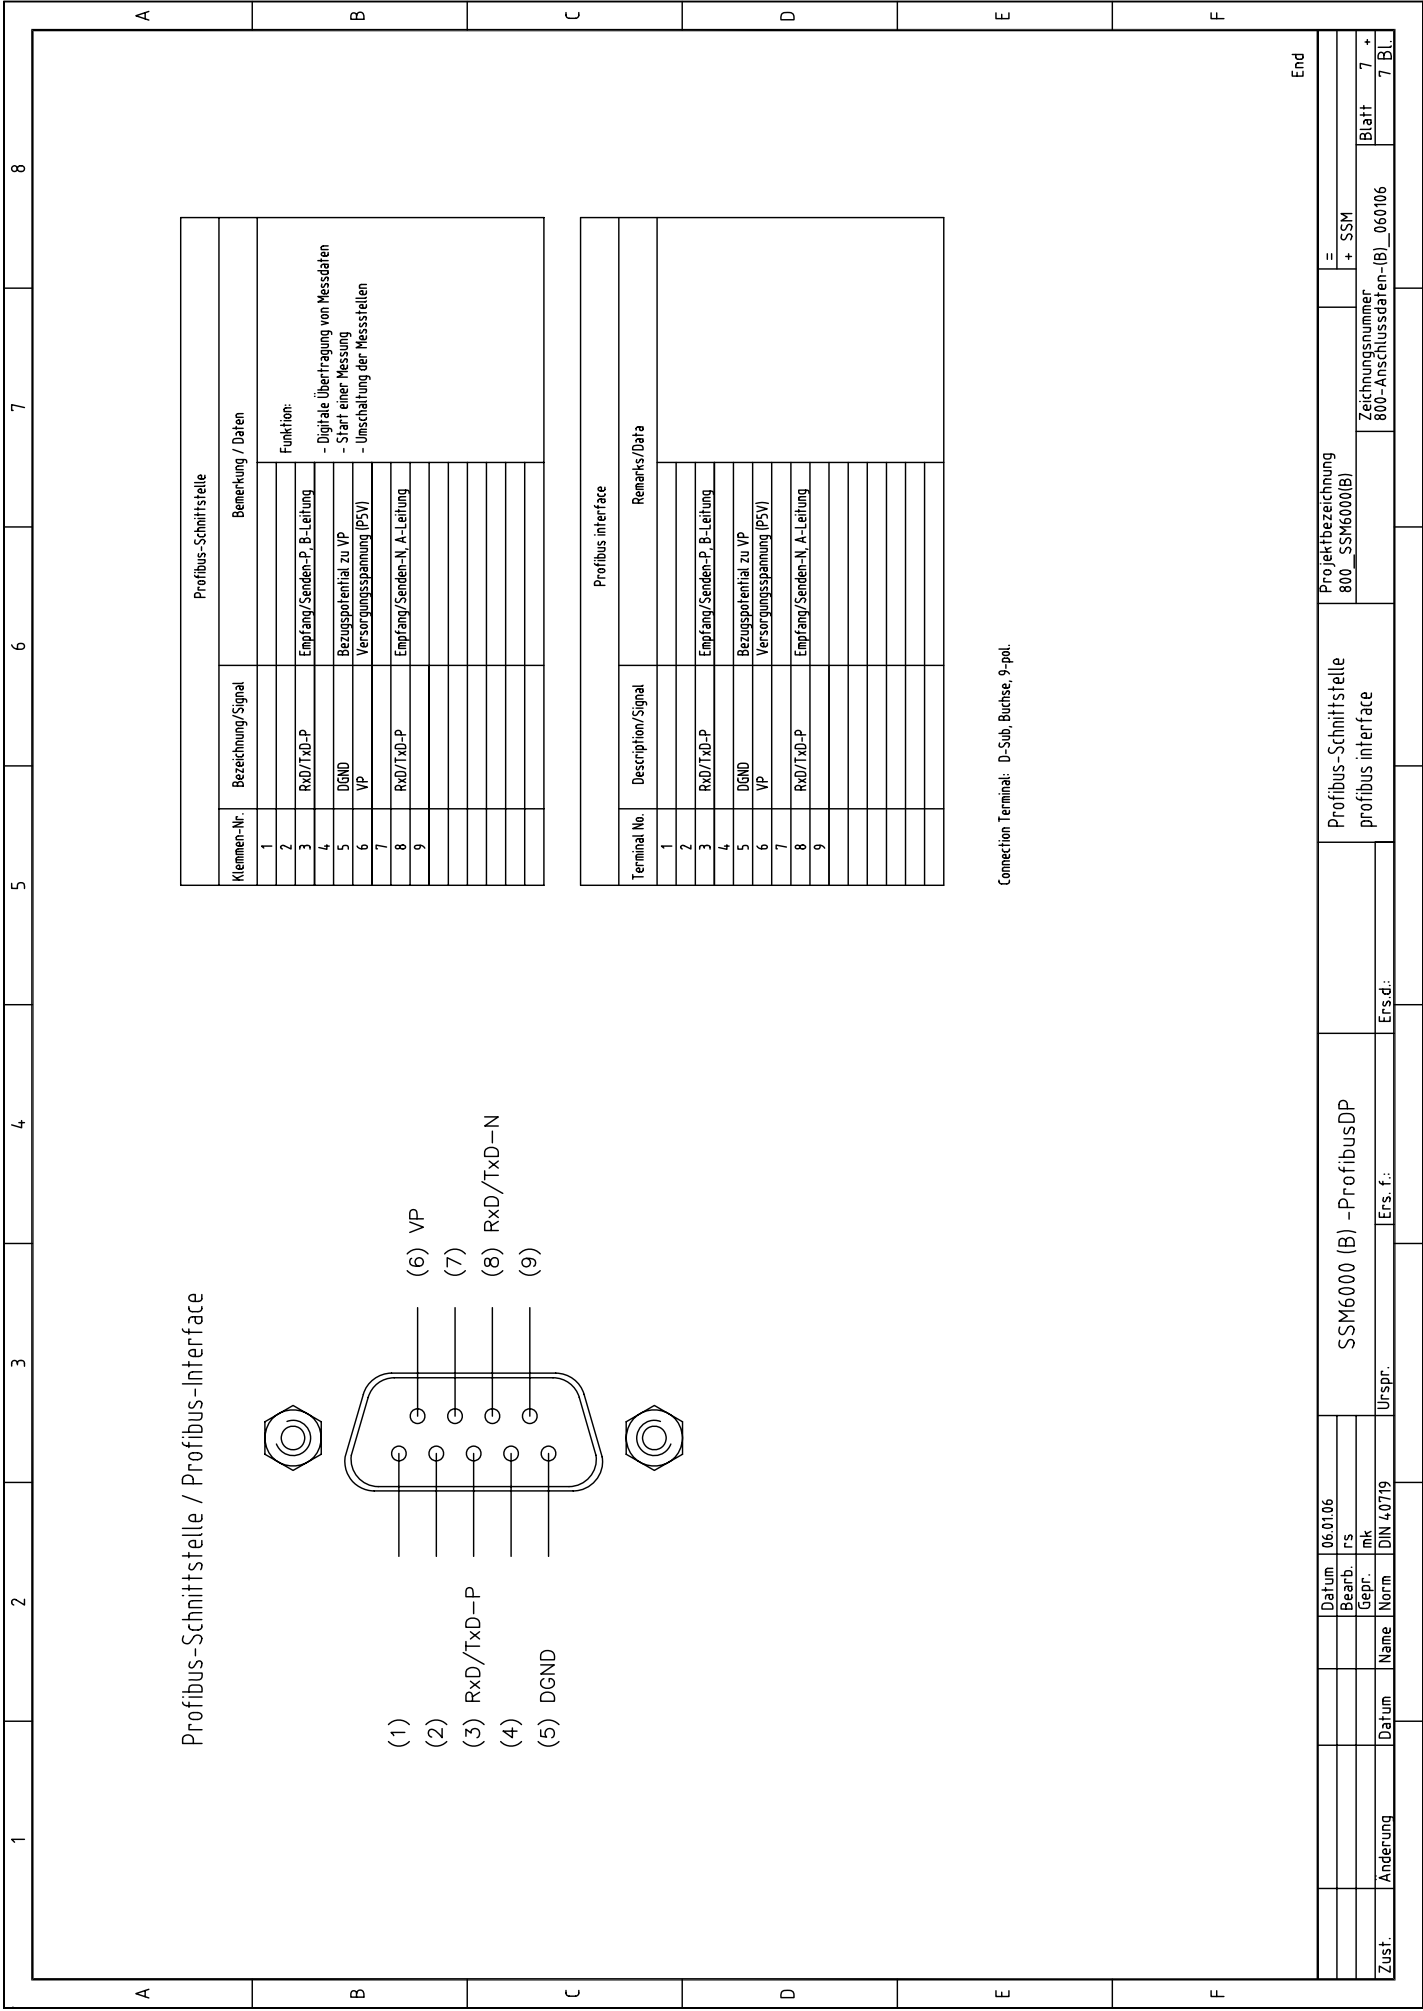 1 2 3 4 5 6 7 8
A
B
C
D
E
F
A
B
C
D
E
F
Profibus-Schnittstelle / Profibus-Interface
(1)
(2)
(3) RxD/TxD-P
(4)
(5) DGND
(6) VP
(7)
(8) RxD/TxD-N
(9)
Profibus-Schnittstelle
Klemmen-Nr. Bezeichnung/Signal Bemerkung / Daten
1
2
3 RxD/TxD-P Empfang/Senden-P, B-Leitung
4
5 DGND Bezugspotential zu VP
6 VP Versorgungsspannung (P5V)
7
8 RxD/TxD-P Empfang/Senden-N, A-Leitung
9
Funktion:
- Digitale Übertragung von Messdaten
- Start einer Messung
- Umschaltung der Messstellen
Profibus interface
Terminal No. Description/Signal Remarks/Data
1
2
3 RxD/TxD-P Empfang/Senden-P, B-Leitung
4
5 DGND Bezugspotential zu VP
6 VP Versorgungsspannung (P5V)
7
8 RxD/TxD-P Empfang/Senden-N, A-Leitung
9
Connection Terminal: D-Sub, Buchse, 9-pol.
End
Zust. Änderung Datum Name
Datum 06.01.06
Bearb. rs
Gepr. mk
Norm DIN 40719
SSM6000 (B) -ProfibusDP
Urspr. Ers. f.: Ers.d.:
Profibus-Schnittstelle
profibus interface
Projektbezeichnung
800_SSM6000(B)
=
+ SSM
Zeichnungsnummer
800-Anschlussdaten-(B)_060106
Blatt 7 +
7 Bl.